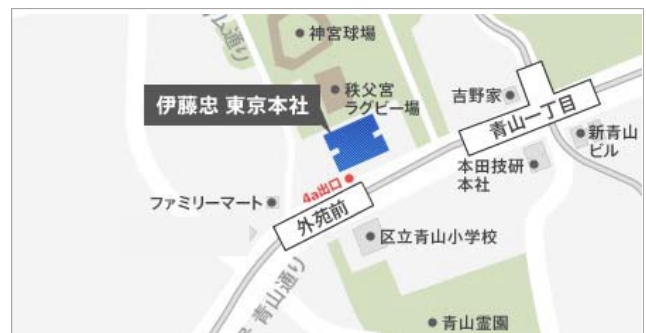 神宮球場
秩父宮
ラグビー場
伊藤忠 東京本社
吉野家
青山一丁目
新青山
ビル
本田技研
本社
4a出口
ファミリーマート
外苑前
区立青山小学校
青山通り
青山霊園
通り